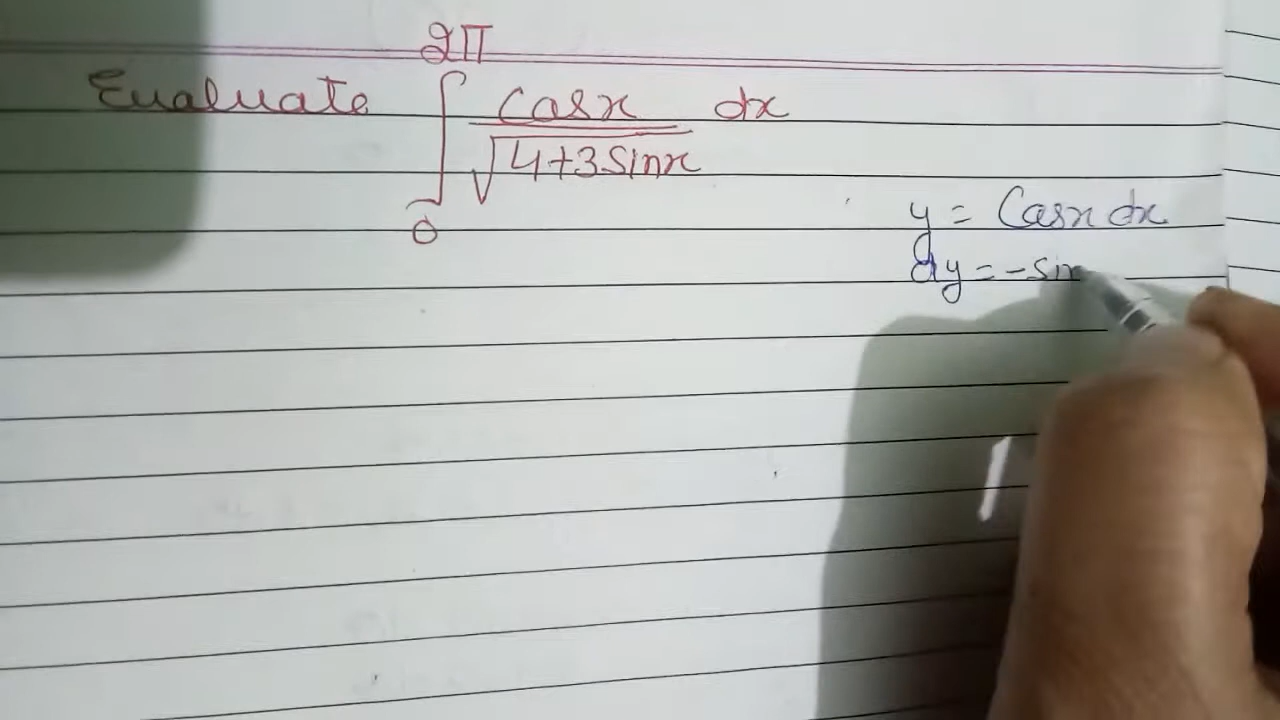 2π
Evaluate ∫ cosx dx
√4+3sinx
0
y = Cosx dx
dy = -sin